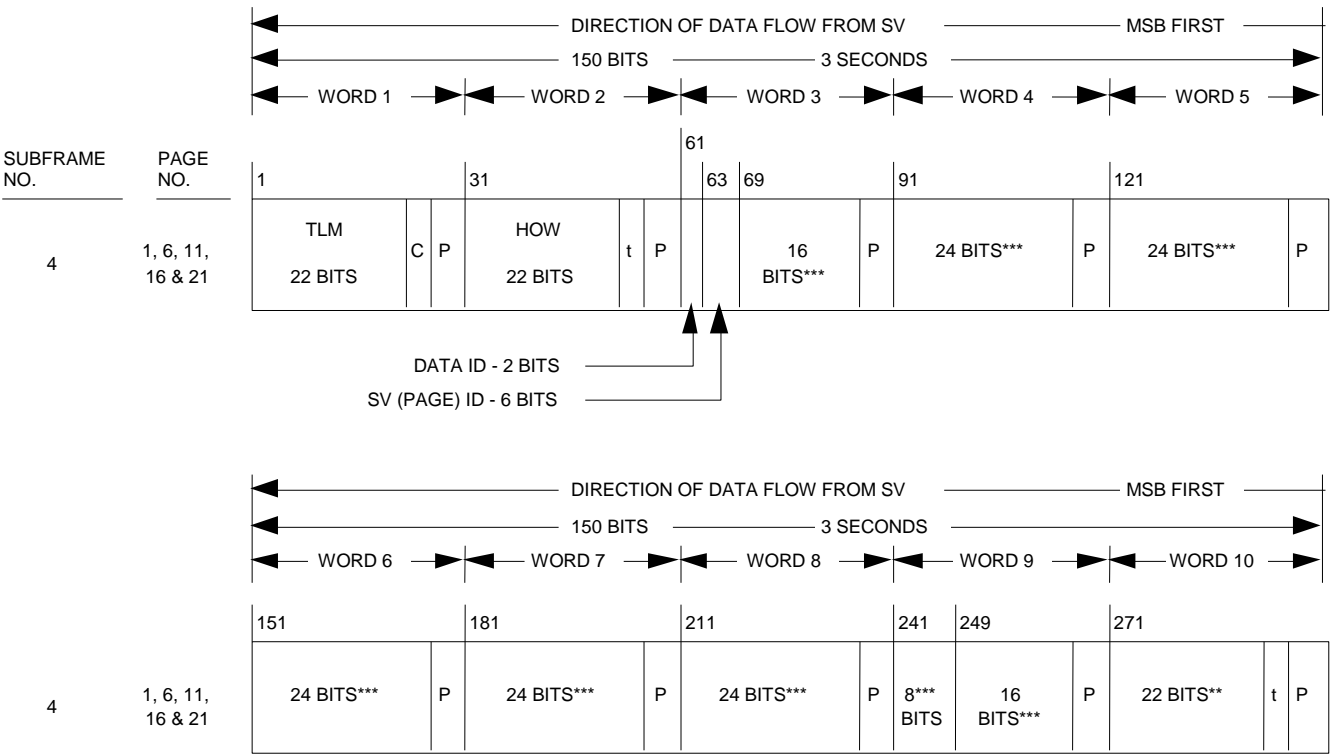 DIRECTION OF DATA FLOW FROM SV MSB FIRST
150 BITS 3 SECONDS
WORD 1 WORD 2 WORD 3 WORD 4 WORD 5
SUBFRAME NO. PAGE NO.
61
1 31 63 69 91 121
4
1, 6, 11,
16 & 21
TLM
22 BITS
C P
HOW
22 BITS
t P
16
BITS***
P
24 BITS*** P
24 BITS*** P
DATA ID - 2 BITS
SV (PAGE) ID - 6 BITS
DIRECTION OF DATA FLOW FROM SV MSB FIRST
150 BITS 3 SECONDS
WORD 6 WORD 7 WORD 8 WORD 9 WORD 10
151 181 211 241 249 271
4
1, 6, 11,
16 & 21
24 BITS*** P
24 BITS*** P
24 BITS*** P
8***
BITS
16
BITS***
P
22 BITS** t P